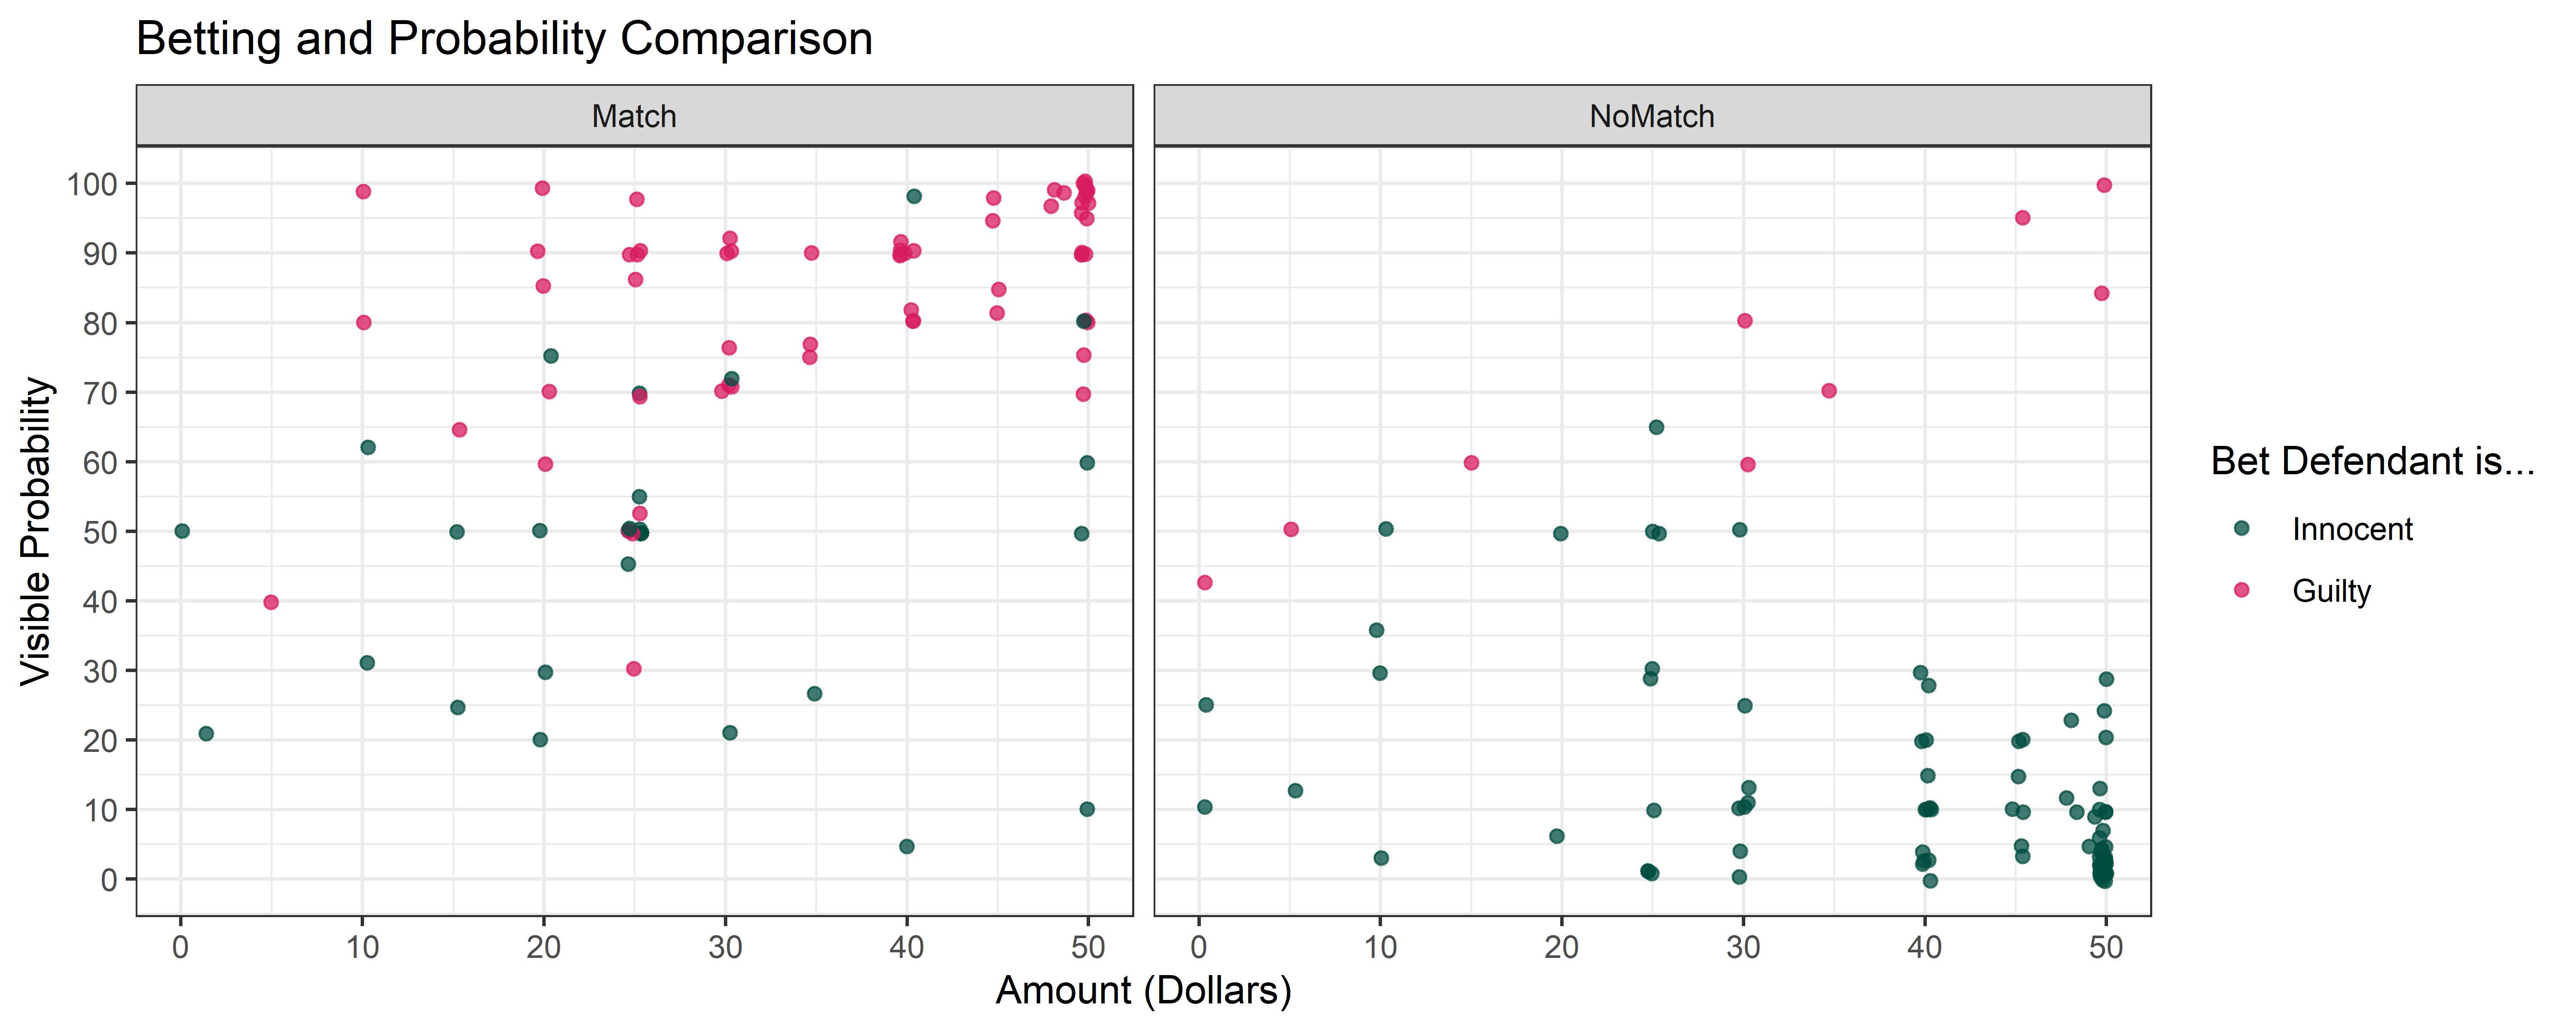 Betting and Probability Comparison
Match
NoMatch
100
90
80
70
60
50
40
30
20
10
0
Visible Probability
0 10 20 30 40 50
0 10 20 30 40 50
Amount (Dollars)
Bet Defendant is...
Innocent
Guilty